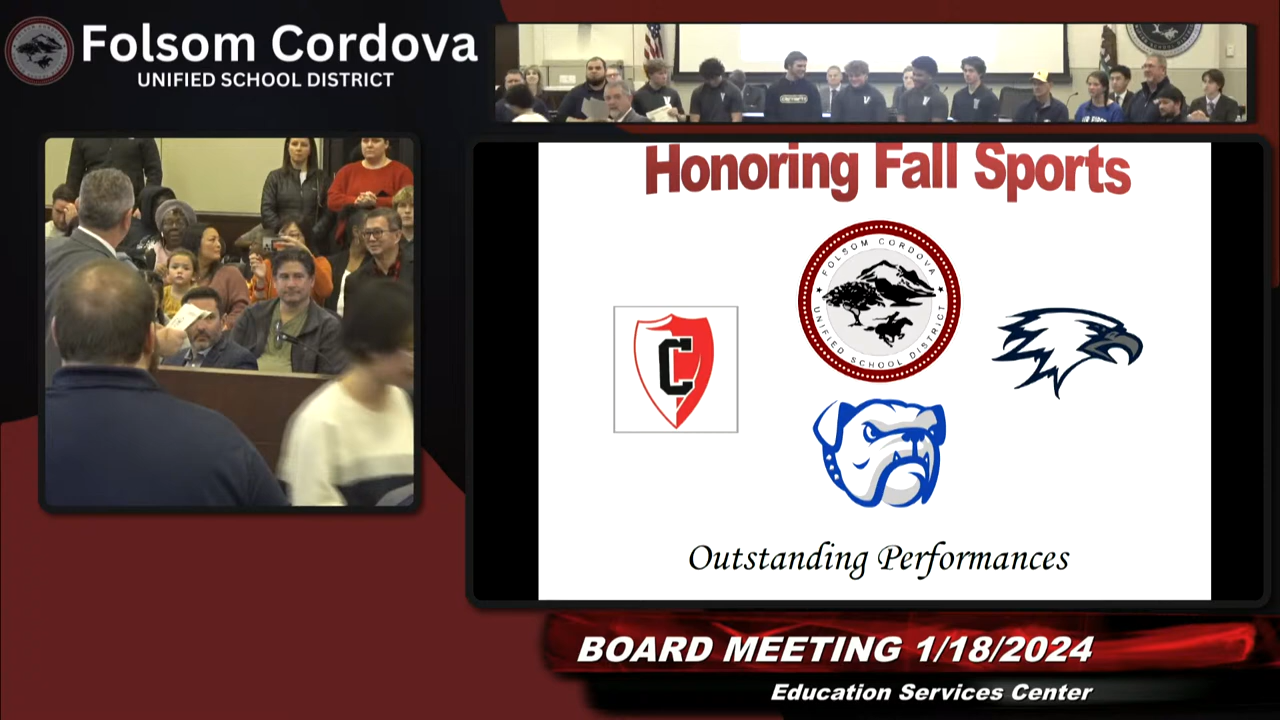 Folsom Cordova
UNIFIED SCHOOL DISTRICT
Honoring Fall Sports
FOLSOM CORDOVA
UNIFIED SCHOOL DISTRICT
C
Outstanding Performances
BOARD MEETING 1/18/2024
Education Services Center